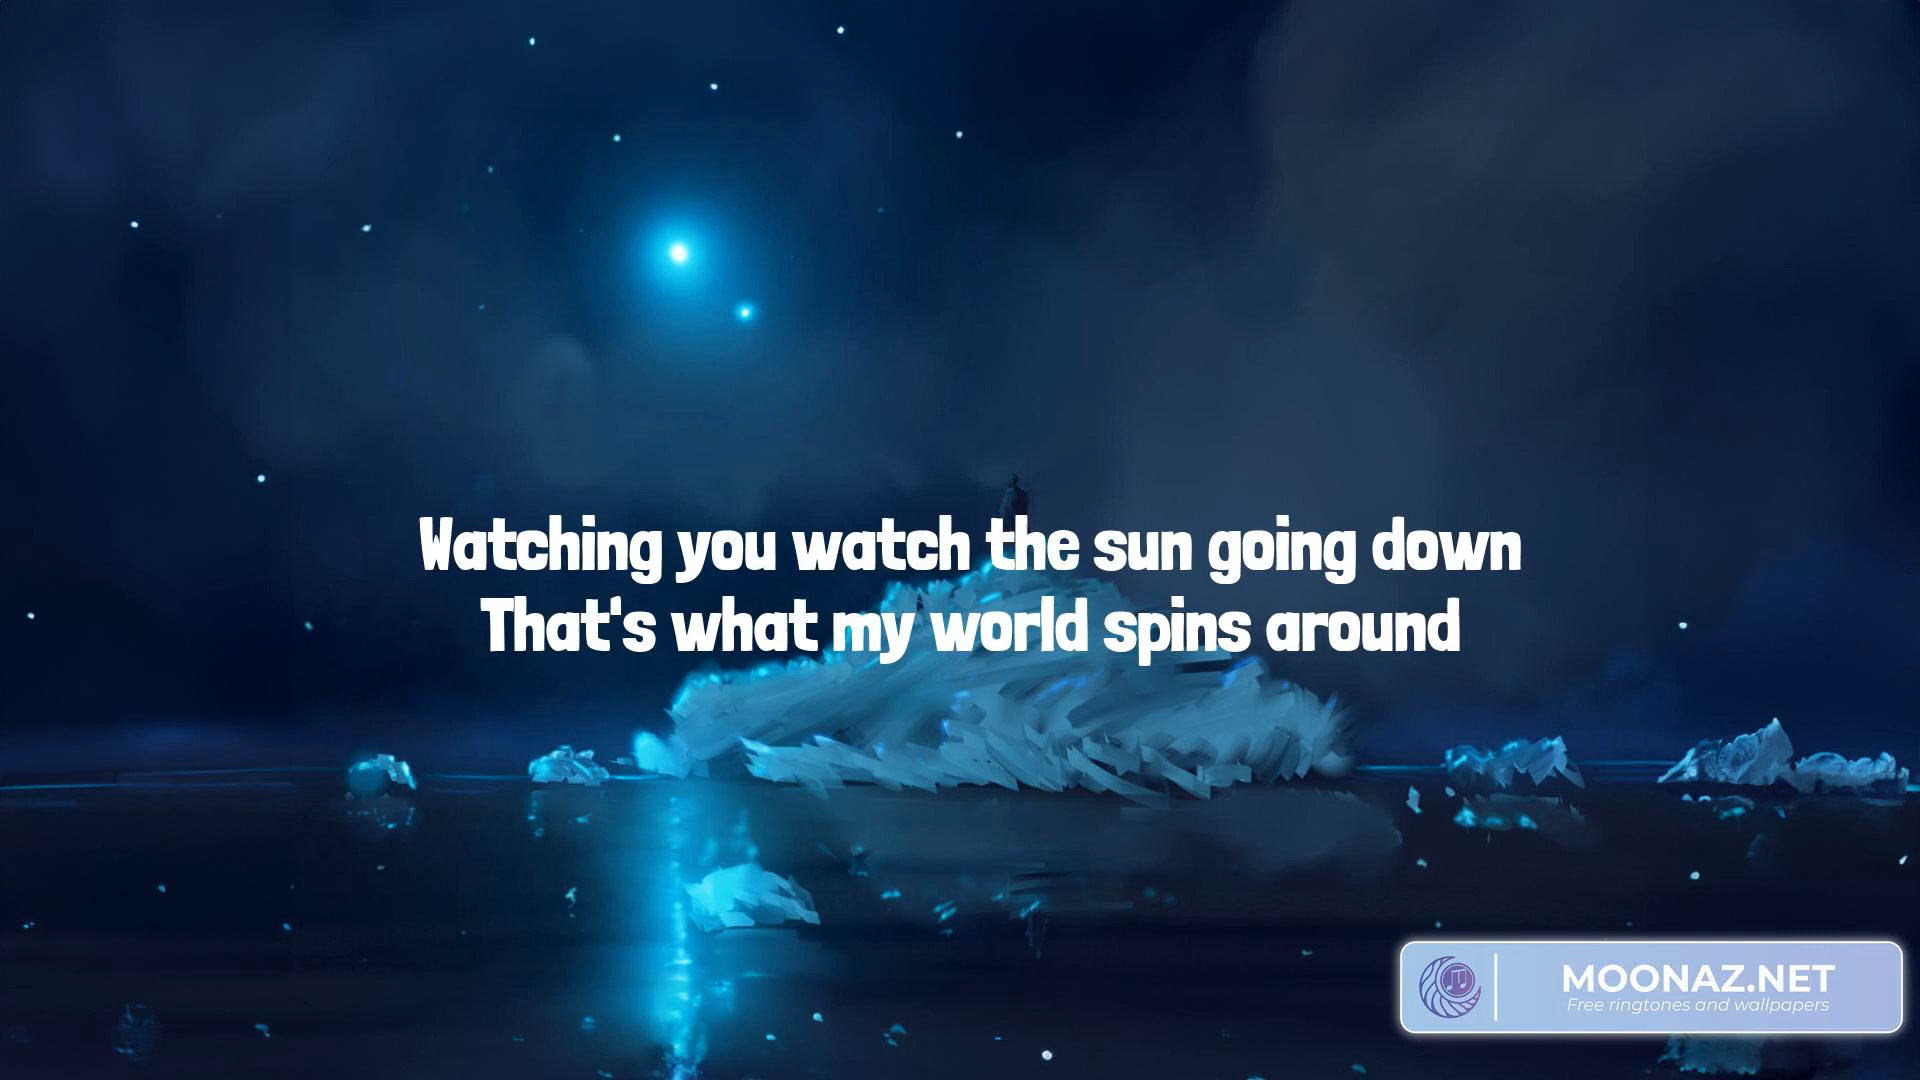 Watching you watch the sun going down
That's what my world spins around
MOONAZ.NET
Free ringtones and wallpapers